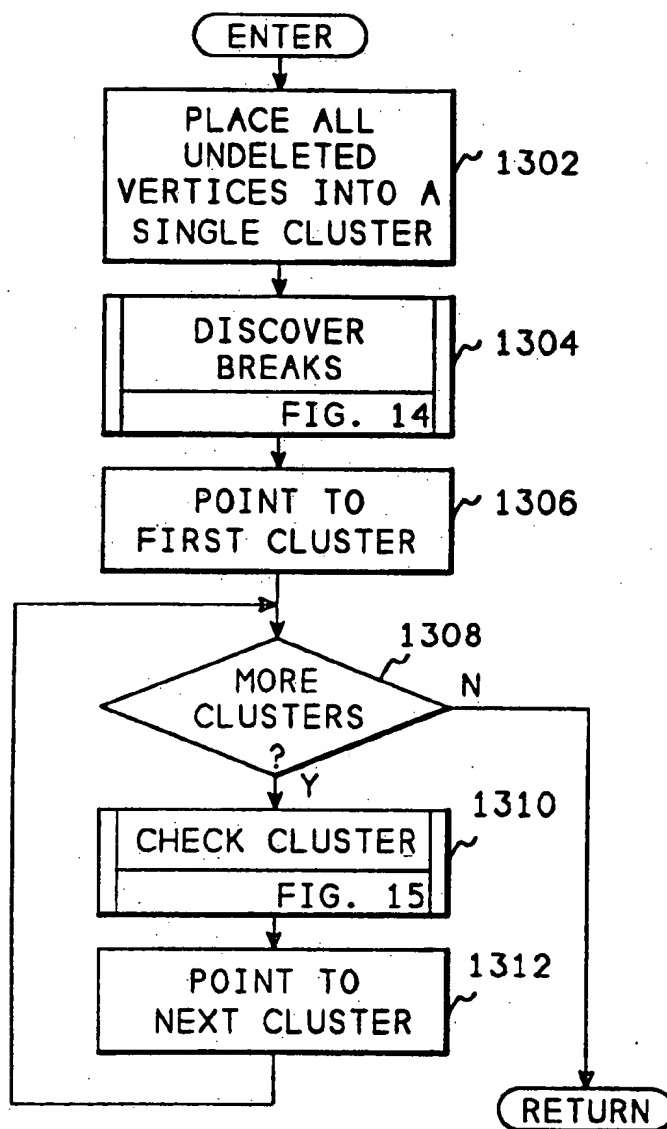 ENTER
PLACE ALL
UNDELETED
VERTICES INTO A
SINGLE CLUSTER
1302
DISCOVER
BREAKS
FIG. 14
1304
POINT TO
FIRST CLUSTER
1306
MORE
CLUSTERS
?
1308
N
Y
CHECK CLUSTER
FIG. 15
1310
POINT TO
NEXT CLUSTER
1312
RETURN